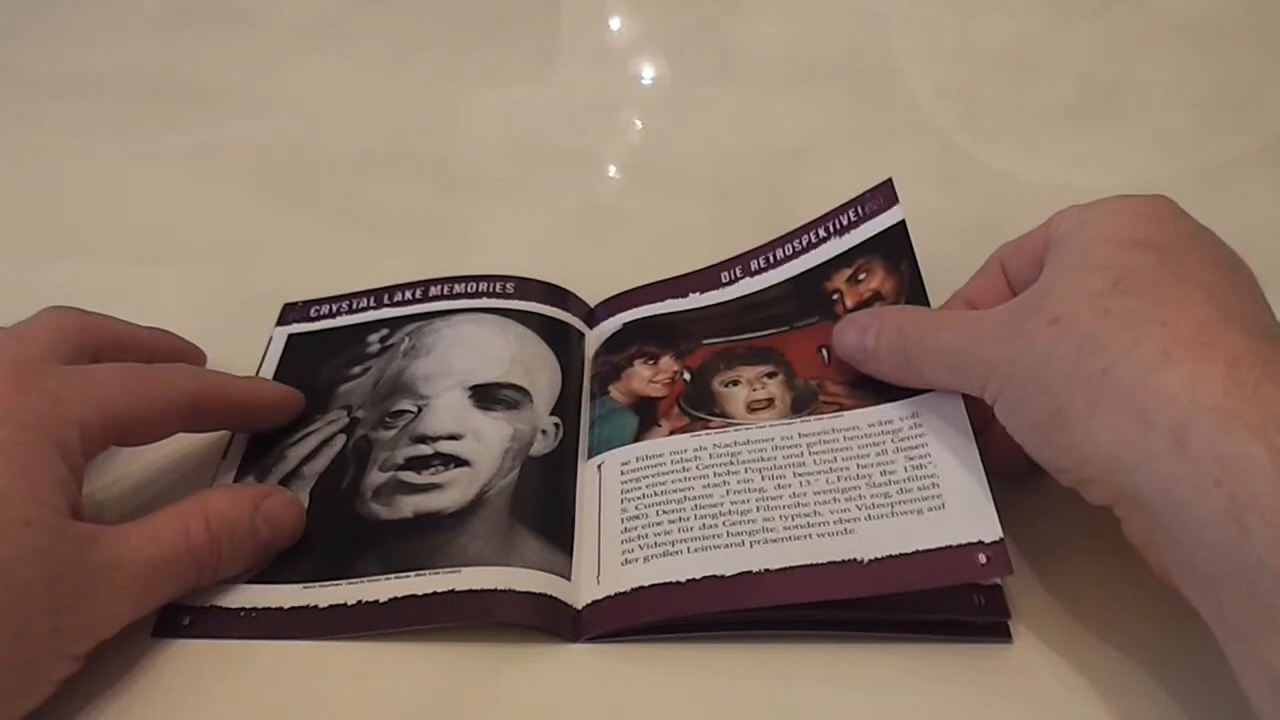 CRYSTAL LAKE MEMORIES
DIE RETROSPEKTIVE!
se Filme nur als Nachahmer zu bezeichnen, wäre voll-
kommen falsch. Einige von ihnen gelten heutzutage als
wegweisende Genreklassiker und besitzen unter Genre
fans eine extrem hohe Popularität. Und unter all diesen
Produktionen stach ein Film besonders heraus: Sean
S. Cunninghams „Freitag, der 13.“ („Friday the 13th“,
1980). Denn dieser war einer der wenigen Slasherfilme,
der eine sehr langlebige Filmreihe nach sich zog, die sich
nicht wie für das Genre so typisch, von Videopremiere
zu Videopremiere hangelte, sondern eben durchweg auf
der großen Leinwand präsentiert wurde.
9
8
11